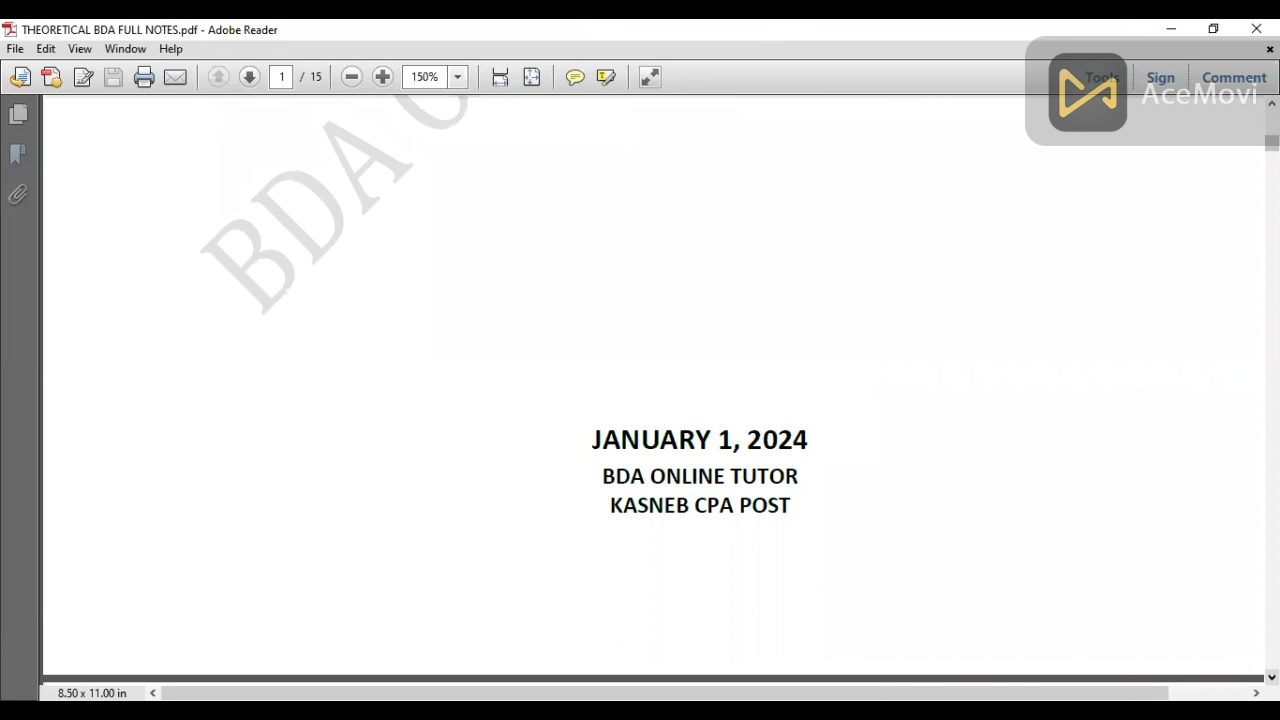 THEORETICAL BDA FULL NOTES.pdf - Adobe Reader
File Edit View Window Help
1 / 15 150% Tools Sign Comment
AceMovi
BDA
JANUARY 1, 2024
BDA ONLINE TUTOR
KASNEB CPA POST
8.50 x 11.00 in